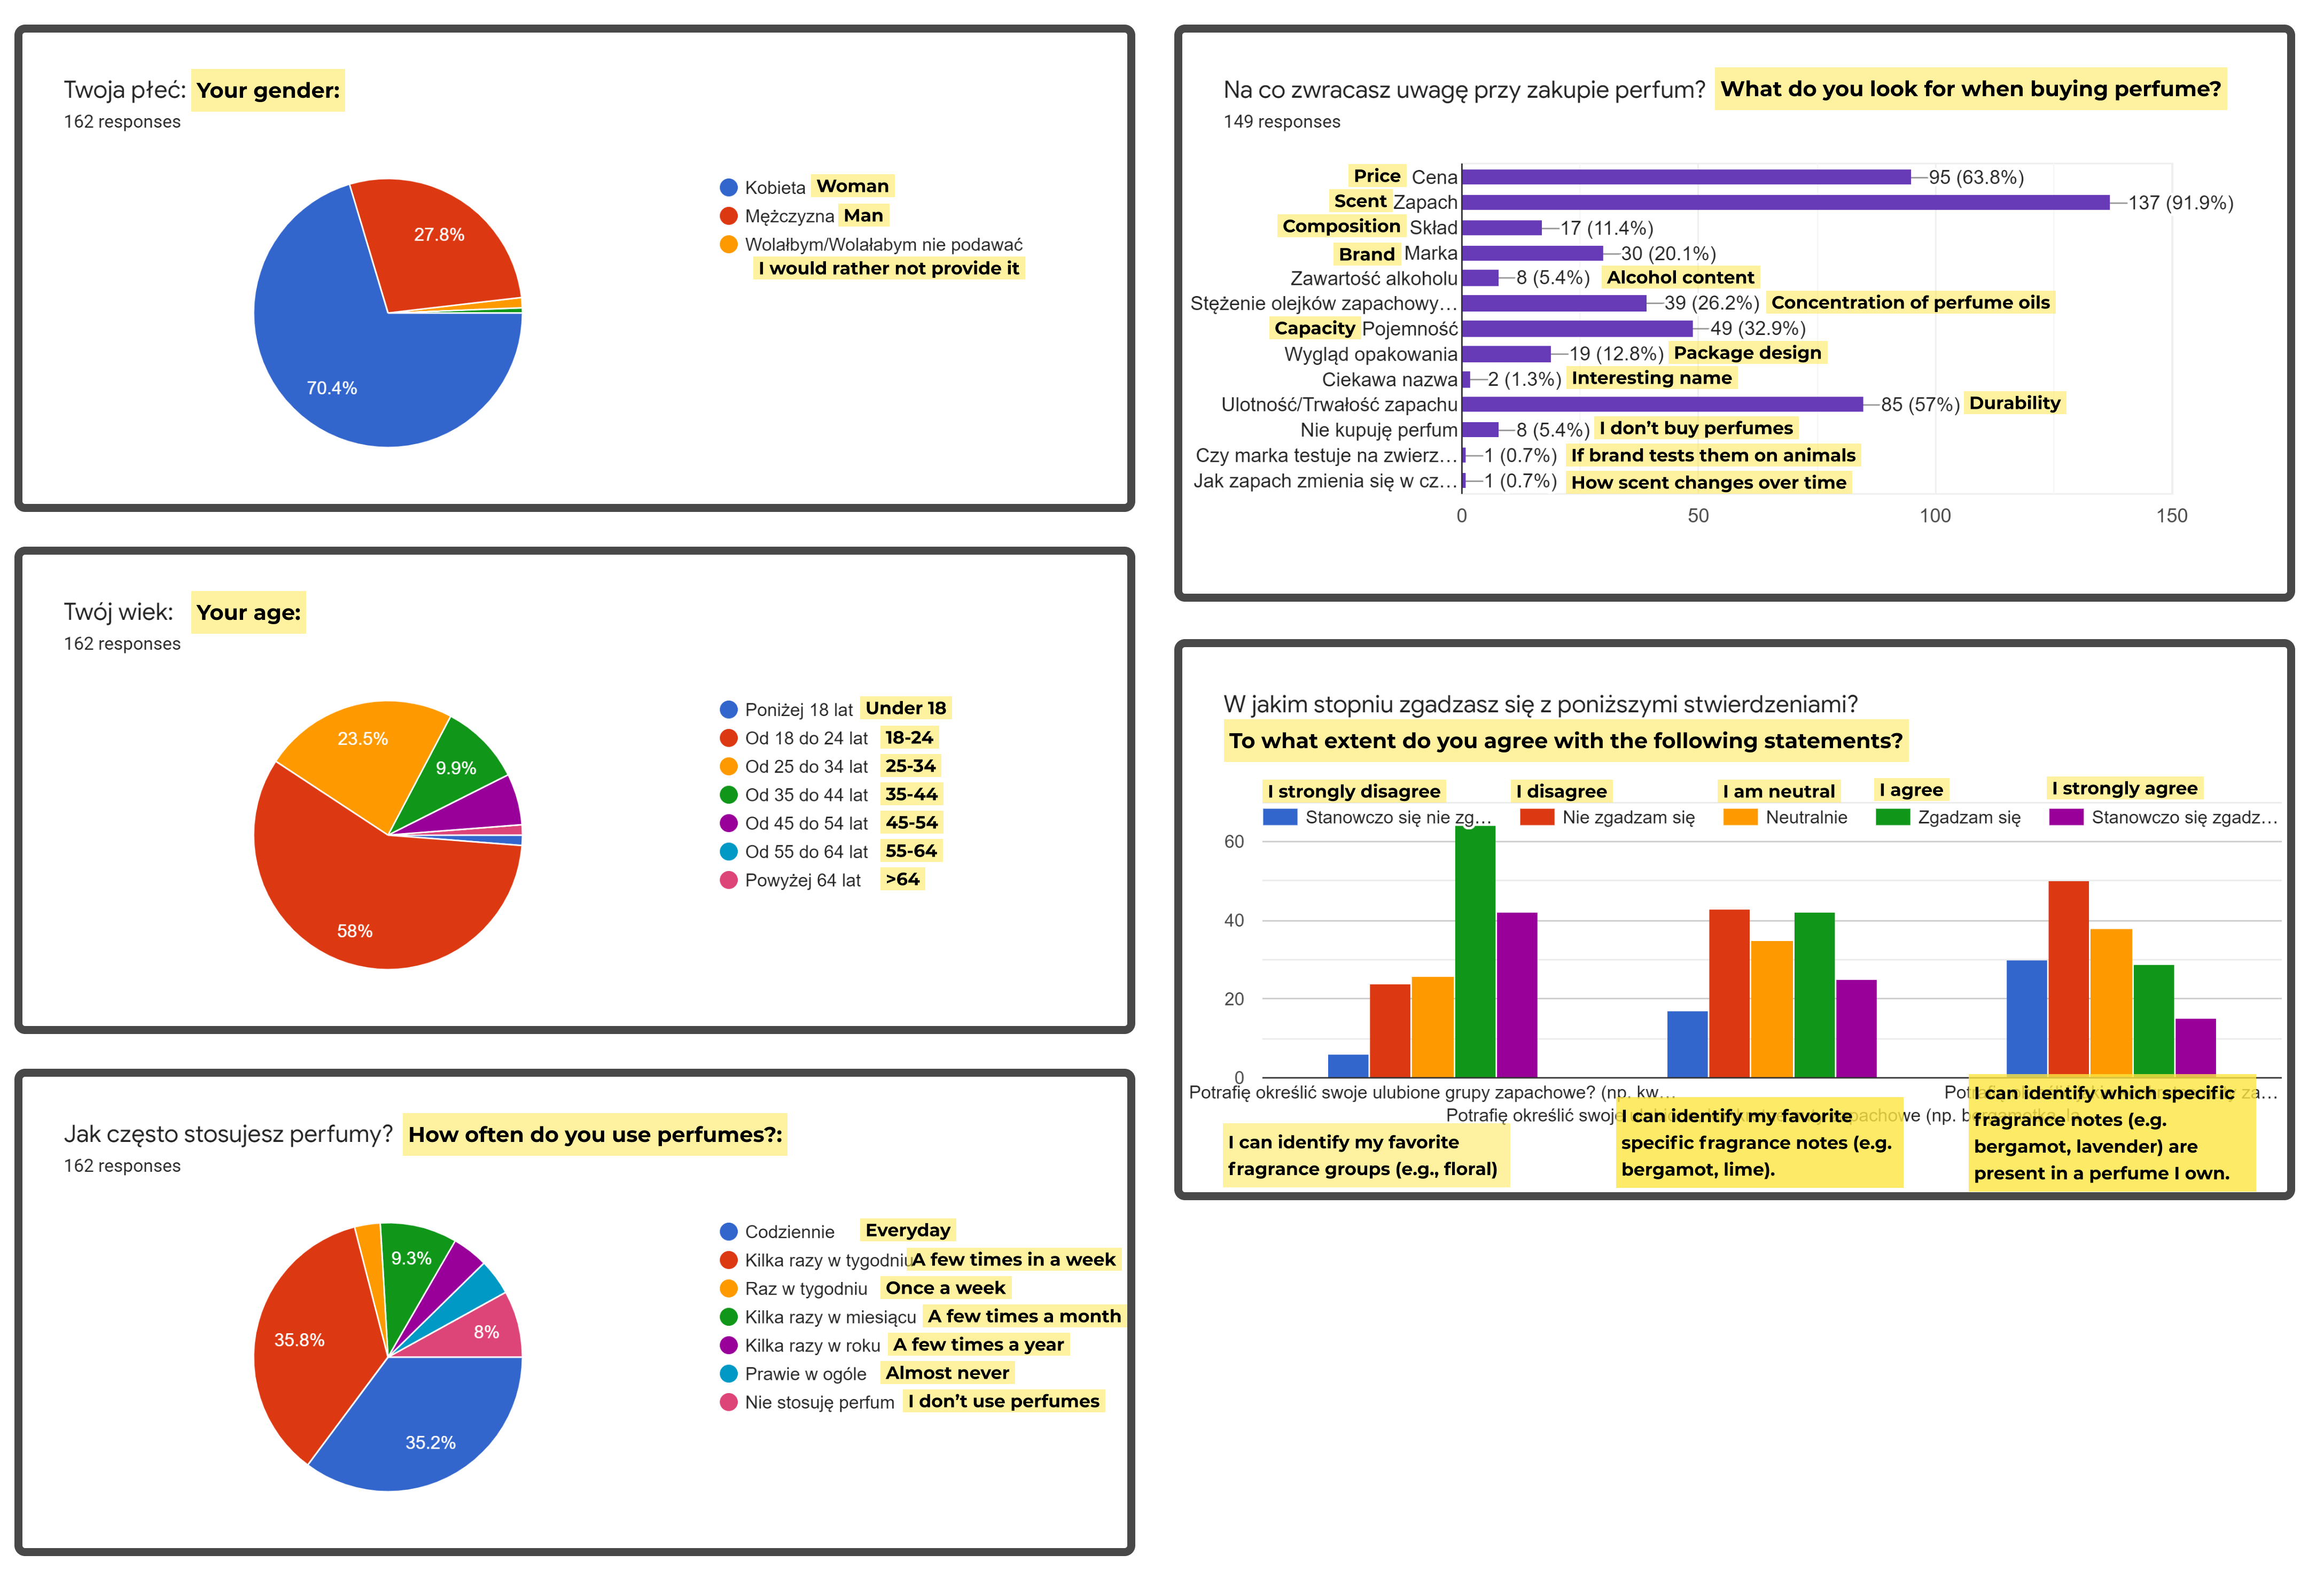 Twoja płeć: Your gender:
162 responses
27.8%
70.4%
Kobieta Woman
Mężczyzna Man
Wolałbym/Wolałabym nie podawać
I would rather not provide it
Twój wiek: Your age:
162 responses
23.5%
9.9%
58%
Poniżej 18 lat Under 18
Od 18 do 24 lat 18-24
Od 25 do 34 lat 25-34
Od 35 do 44 lat 35-44
Od 45 do 54 lat 45-54
Od 55 do 64 lat 55-64
Powyżej 64 lat >64
Jak często stosujesz perfumy? How often do you use perfumes?:
162 responses
9.3%
35.8%
8%
35.2%
Codziennie Everyday
Kilka razy w tygodniu A few times in a week
Raz w tygodniu Once a week
Kilka razy w miesiącu A few times a month
Kilka razy w roku A few times a year
Prawie w ogóle Almost never
Nie stosuję perfum I don't use perfumes
Na co zwracasz uwagę przy zakupie perfum? What do you look for when buying perfume?
149 responses
Price Cena 95 (63.8%)
Scent Zapach 137 (91.9%)
Composition Skład 17 (11.4%)
Brand Marka 30 (20.1%)
Zawartość alkoholu 8 (5.4%) Alcohol content
Stężenie olejków zapachowy… 39 (26.2%) Concentration of perfume oils
Capacity Pojemność 49 (32.9%)
Wygląd opakowania 19 (12.8%) Package design
Ciekawa nazwa 2 (1.3%) Interesting name
Ulotność/Trwałość zapachu 85 (57%) Durability
Nie kupuję perfum 8 (5.4%) I don't buy perfumes
Czy marka testuje na zwierz… 1 (0.7%) If brand tests them on animals
Jak zapach zmienia się w cz… 1 (0.7%) How scent changes over time
0 50 100 150
W jakim stopniu zgadzasz się z poniższymi stwierdzeniami?
To what extent do you agree with the following statements?
I strongly disagree I disagree I am neutral I agree I strongly agree
Stanowczo się nie zg… Nie zgadzam się Neutralnie Zgadzam się Stanowczo się zgadz…
60
40
20
0
Potrafię określić swoje ulubione grupy zapachowe? (np. kw…
Potrafię określić swoje
I can identify my favorite
fragrance groups (e.g., floral)
I can identify my favorite
specific fragrance notes (e.g.
bergamot, lime).
I can identify which specific
fragrance notes (e.g.
bergamot, lavender) are
present in a perfume I own.